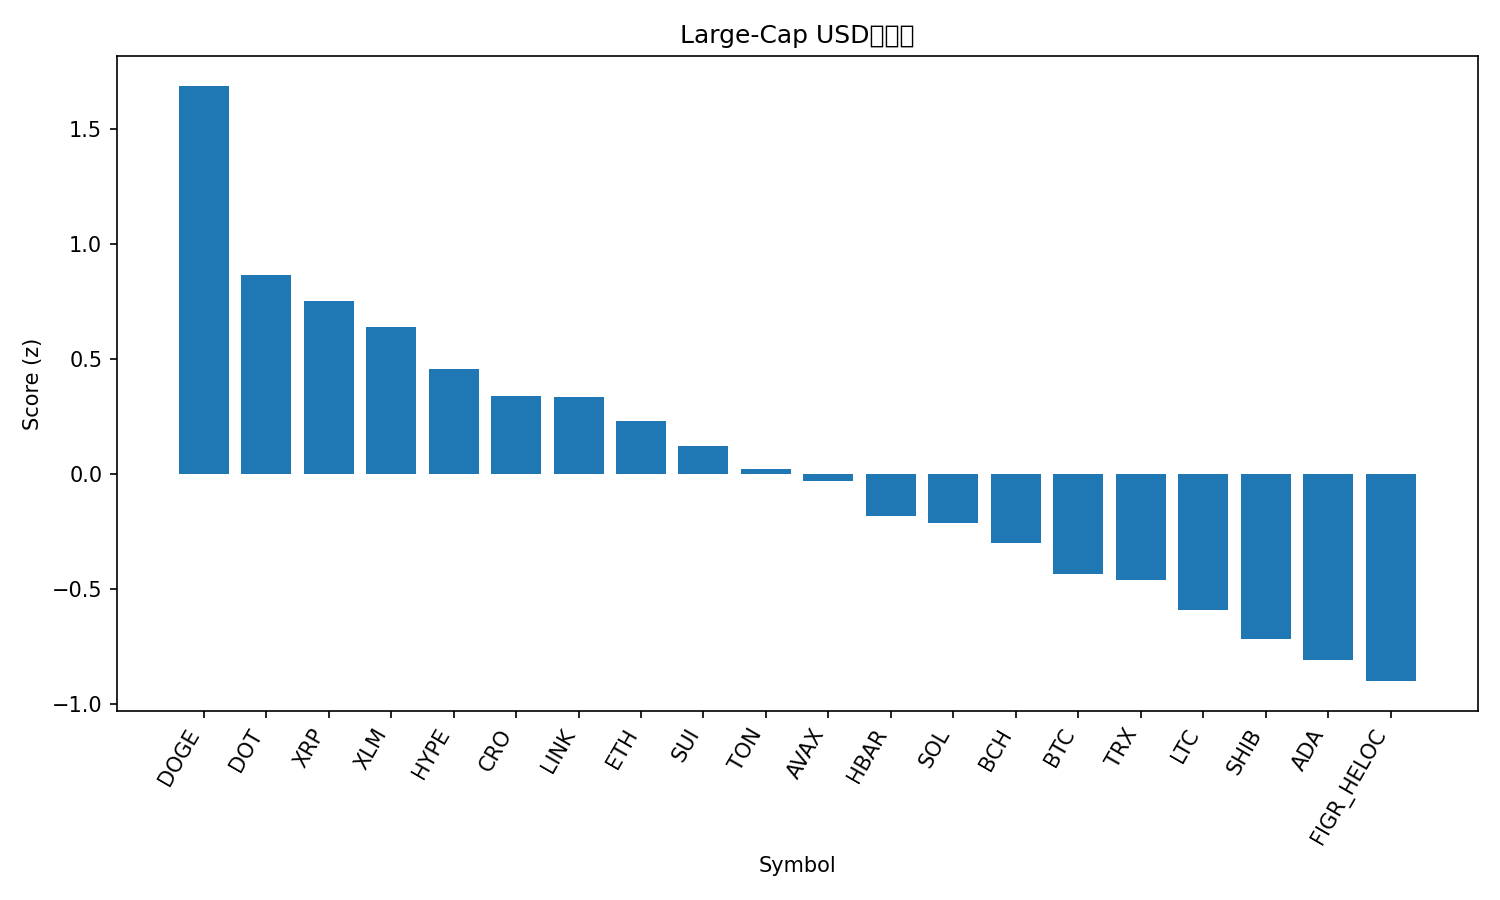 Large-Cap USD
Score (z)
1.5
1.0
0.5
0.0
−0.5
−1.0
DOGE
DOT
XRP
XLM
HYPE
CRO
LINK
ETH
SUI
TON
AVAX
HBAR
SOL
BCH
BTC
TRX
LTC
SHIB
ADA
FIGR_HELOC
Symbol